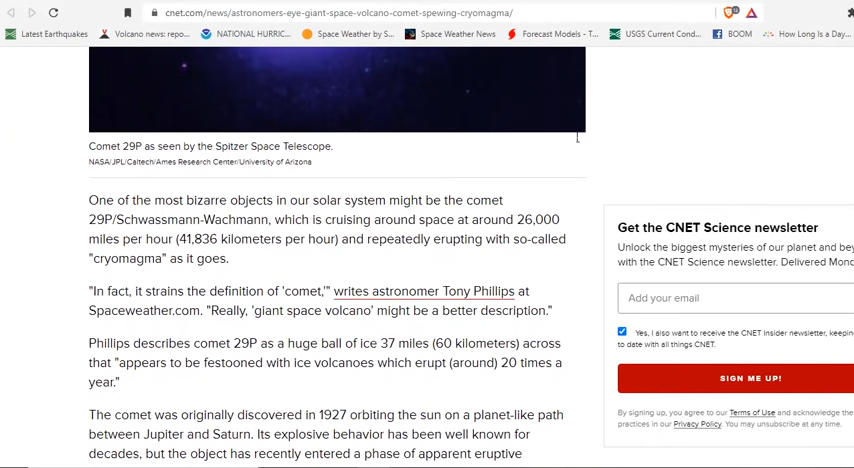 cnet.com/news/astronomers-eye-giant-space-volcano-comet-spewing-cryomagma/
Latest Earthquakes Volcano news: repo... NATIONAL HURRIC... Space Weather by S... Space Weather News Forecast Models - T... USGS Current Cond... BOOM How Long Is a Day...
Comet 29P as seen by the Spitzer Space Telescope.
NASA/JPL/Caltech/Ames Research Center/University of Arizona
One of the most bizarre objects in our solar system might be the comet
29P/Schwassmann-Wachmann, which is cruising around space at around 26,000
miles per hour (41,836 kilometers per hour) and repeatedly erupting with so-called
"cryomagma" as it goes.
"In fact, it strains the definition of 'comet,'" writes astronomer Tony Phillips at
Spaceweather.com. "Really, 'giant space volcano' might be a better description."
Phillips describes comet 29P as a huge ball of ice 37 miles (60 kilometers) across
that "appears to be festooned with ice volcanoes which erupt (around) 20 times a
year."
The comet was originally discovered in 1927 orbiting the sun on a planet-like path
between Jupiter and Saturn. Its explosive behavior has been well known for
decades, but the object has recently entered a phase of apparent eruptive
Get the CNET Science newsletter
Unlock the biggest mysteries of our planet and bey
with the CNET Science newsletter. Delivered Mond
Add your email
Yes, I also want to receive the CNET Insider newsletter, keepin
to date with all things CNET.
SIGN ME UP!
By signing up, you agree to our Terms of Use and acknowledge the
practices in our Privacy Policy. You may unsubscribe at any time.